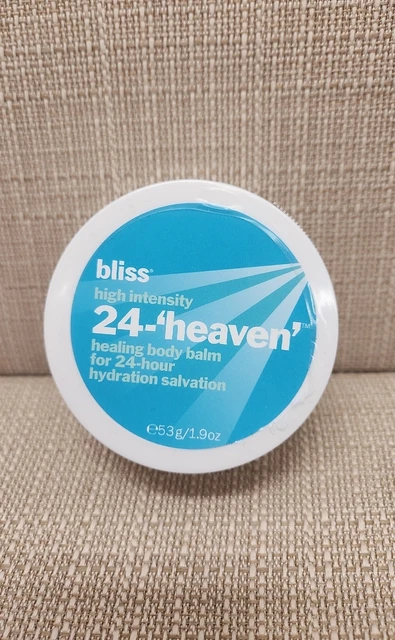 bliss®
high intensity
24-‘heaven’™
healing body balm
for 24-hour
hydration salvation
℮53g/1.9oz